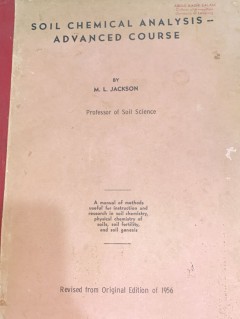 SOIL CHEMICAL ANALYSIS —
ADVANCED COURSE
BY
M. L. JACKSON
Professor of Soil Science
A manual of methods
useful for instruction and
research in soil chemistry,
physical chemistry of
soils, soil fertility,
and soil genesis
Revised from Original Edition of 1956